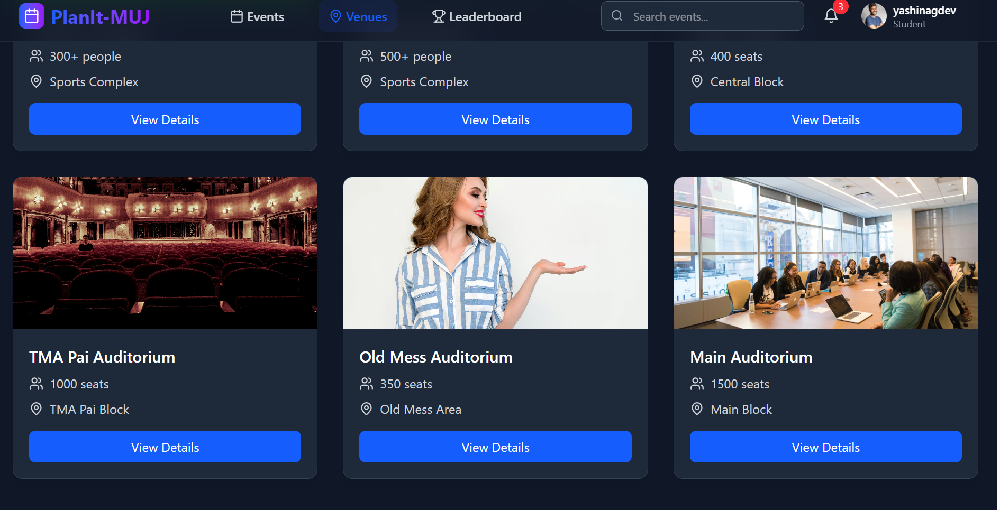 PlanIt-MUJ
Events
Venues
Leaderboard
Search events...
3
yashinagdev
Student
300+ people
Sports Complex
View Details
500+ people
Sports Complex
View Details
400 seats
Central Block
View Details
TMA Pai Auditorium
1000 seats
TMA Pai Block
View Details
Old Mess Auditorium
350 seats
Old Mess Area
View Details
Main Auditorium
1500 seats
Main Block
View Details